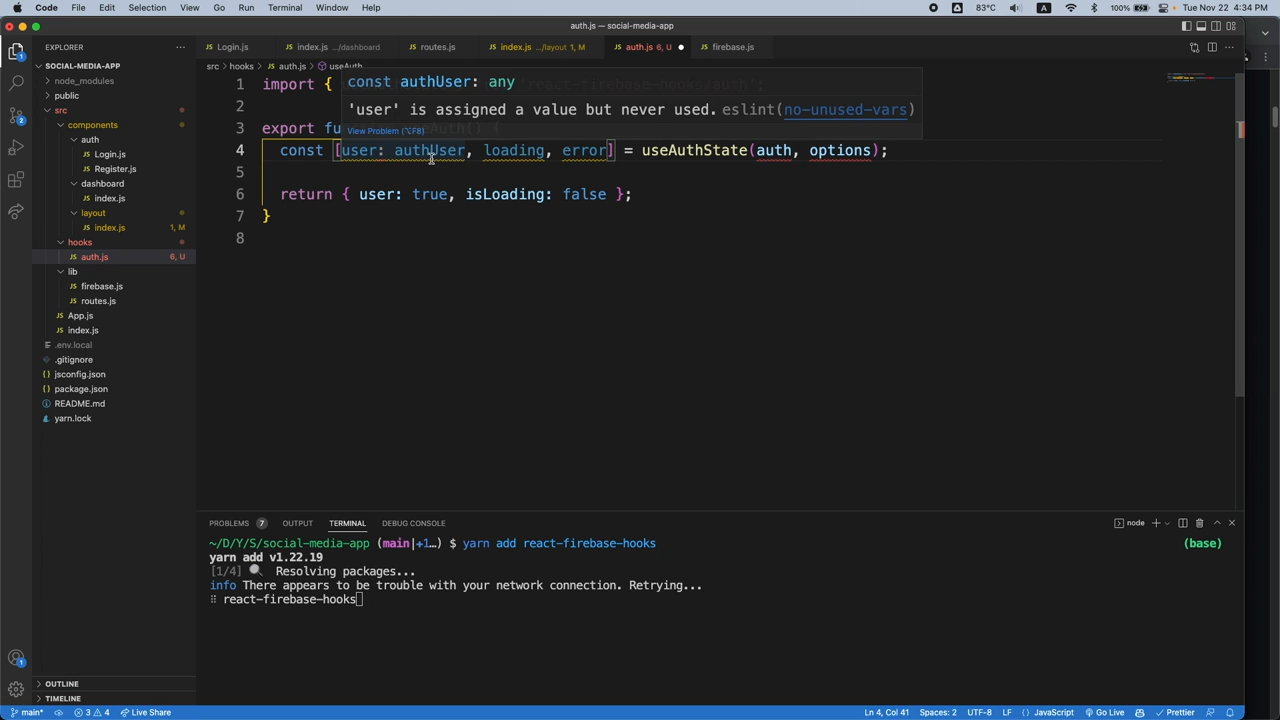 Code File Edit Selection View Go Run Terminal Window Help
83°C A 100% Tue Nov 22 4:34 PM
auth.js — social-media-app
EXPLORER
Login.js index.js .../dashboard routes.js index.js .../layout 1, M auth.js 6, U firebase.js
SOCIAL-MEDIA-APP
src > hooks > auth.js > useAuth
node_modules
public
src
components
auth
Login.js
Register.js
dashboard
index.js
layout
index.js 1, M
hooks
auth.js 6, U
lib
firebase.js
routes.js
App.js
index.js
.env.local
.gitignore
jsconfig.json
package.json
README.md
yarn.lock
OUTLINE
TIMELINE
const authUser: any
'user' is assigned a value but never used. eslint(no-unused-vars)
View Problem (⌥F8)
1 import {
2
3 export fu
4 const [user: authUser, loading, error] = useAuthState(auth, options);
5
6 return { user: true, isLoading: false };
7 }
8
PROBLEMS 7 OUTPUT TERMINAL DEBUG CONSOLE node
~/D/Y/S/social-media-app (main|+1…) $ yarn add react-firebase-hooks (base)
yarn add v1.22.19
[1/4] 🔍 Resolving packages...
info There appears to be trouble with your network connection. Retrying...
⠿ react-firebase-hooks
main* 3 4 Live Share Ln 4, Col 41 Spaces: 2 UTF-8 LF {} JavaScript Go Live Prettier